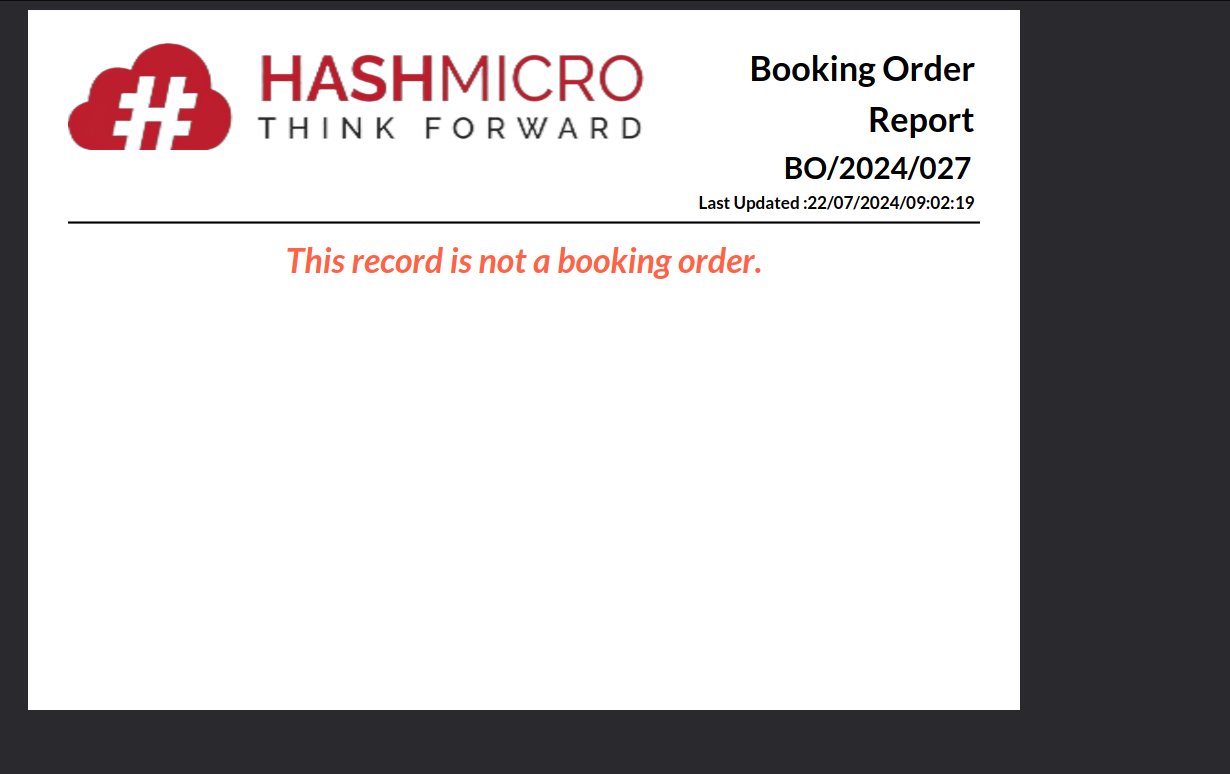 HASHMICRO
THINK FORWARD
Booking Order
Report
BO/2024/027
Last Updated :22/07/2024/09:02:19
This record is not a booking order.